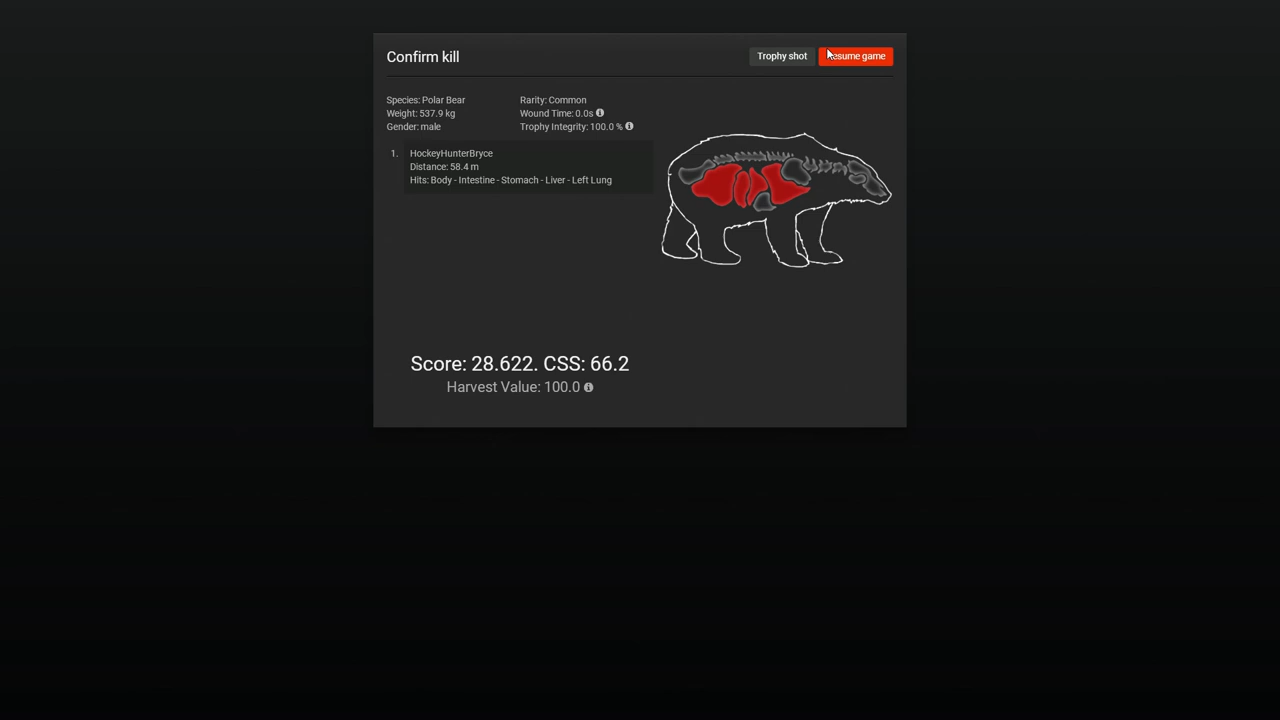 Confirm kill
Trophy shot
esume game
Species: Polar Bear
Rarity: Common
Weight: 537.9 kg
Wound Time: 0.0s
Gender: male
Trophy Integrity: 100.0 %
1. HockeyHunterBryce
Distance: 58.4 m
Hits: Body - Intestine - Stomach - Liver - Left Lung
Score: 28.622. CSS: 66.2
Harvest Value: 100.0